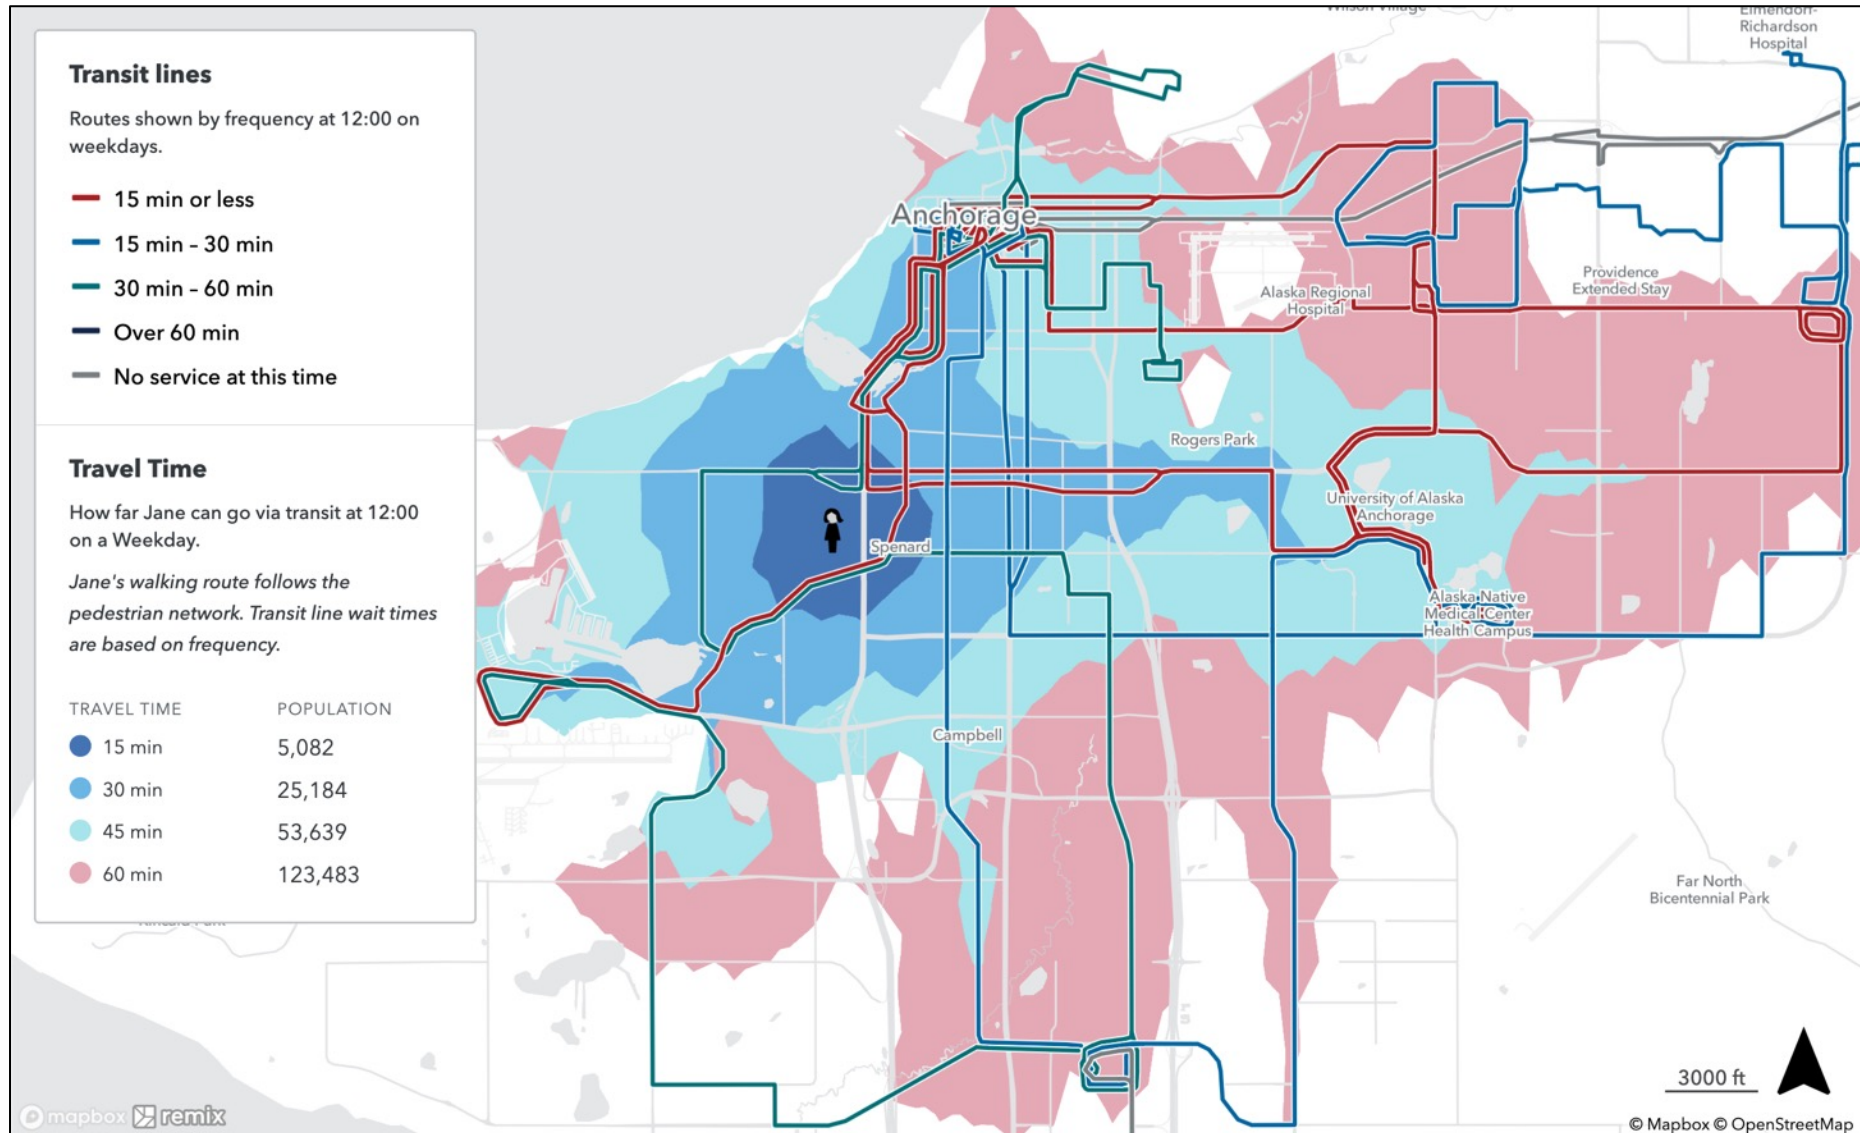 Transit lines
Routes shown by frequency at 12:00 on
weekdays.
15 min or less
15 min – 30 min
30 min – 60 min
Over 60 min
No service at this time
Travel Time
How far Jane can go via transit at 12:00
on a Weekday.
Jane's walking route follows the
pedestrian network. Transit line wait times
are based on frequency.
TRAVEL TIME POPULATION
15 min 5,082
30 min 25,184
45 min 53,639
60 min 123,483
Wilson Village
Elmendorf-
Richardson
Hospital
Anchorage
Providence
Extended Stay
Alaska Regional
Hospital
Rogers Park
University of Alaska
Anchorage
Spenard
Alaska Native
Medical Center
Health Campus
Campbell
Far North
Bicentennial Park
Kincaid Park
3000 ft
mapbox remix
© Mapbox © OpenStreetMap